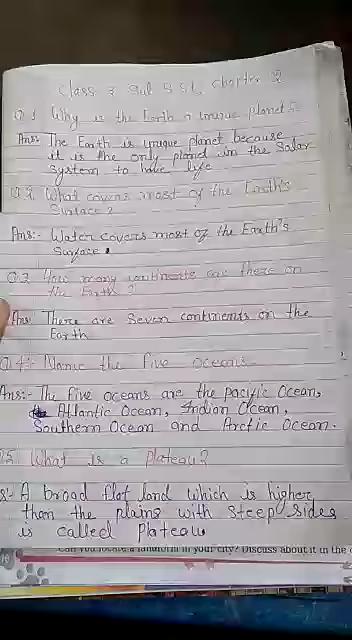 Class 3 Sub S.St. Chapter 2
Q.1 Why is the Earth a unique planet?
Ans:- The Earth is unique planet because
it is the only planet in the Solar
system to have life
Q.2 What covers most of the Earth's
Surface?
Ans:- Water covers most of the Earth's
Surface.
Q.3 How many continents are there on
the Earth?
Ans There are Seven continents on the
Earth
Q.4:- Name the five oceans.
Ans:- The five oceans are the pacific Ocean,
Atlantic Ocean, Indian Ocean,
Southern Ocean and Arctic Ocean.
5 What is a plateau?
s:- A broad flat land which is higher
than the plains with steep sides
is called Plateau
Can you locate a landform in your city? Discuss about it in the